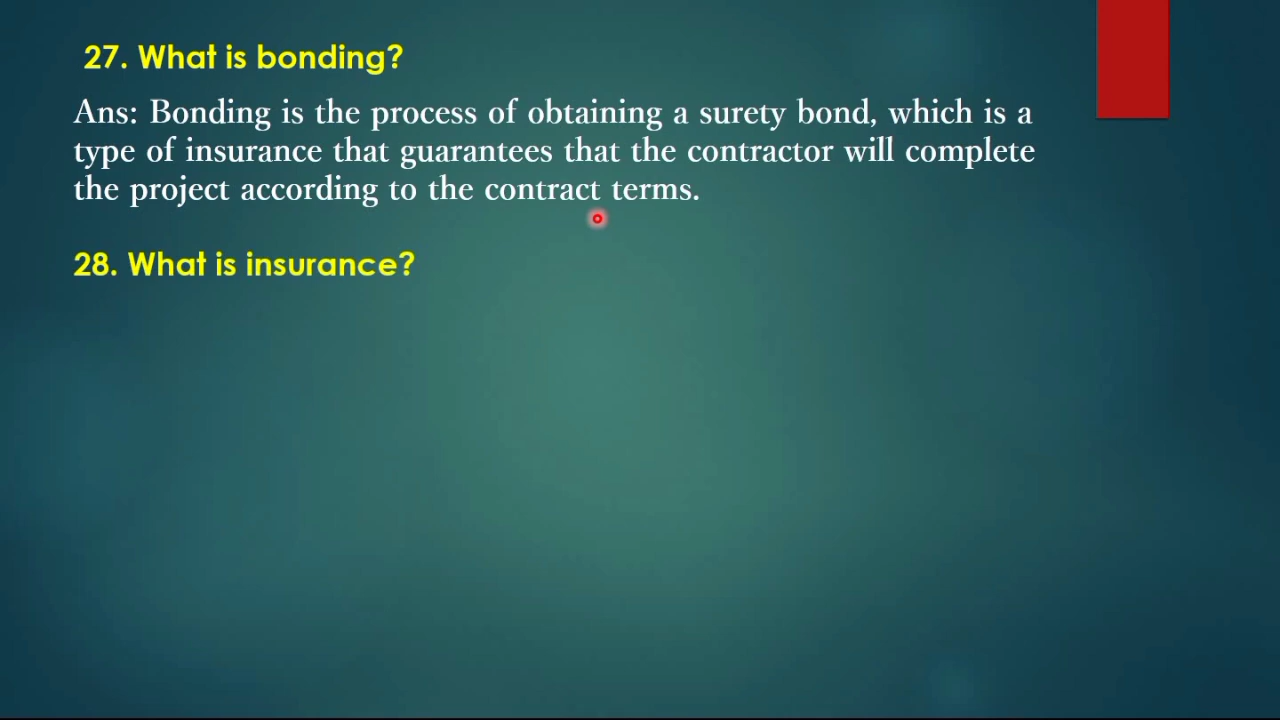 27. What is bonding?
Ans: Bonding is the process of obtaining a surety bond, which is a
type of insurance that guarantees that the contractor will complete
the project according to the contract terms.
28. What is insurance?